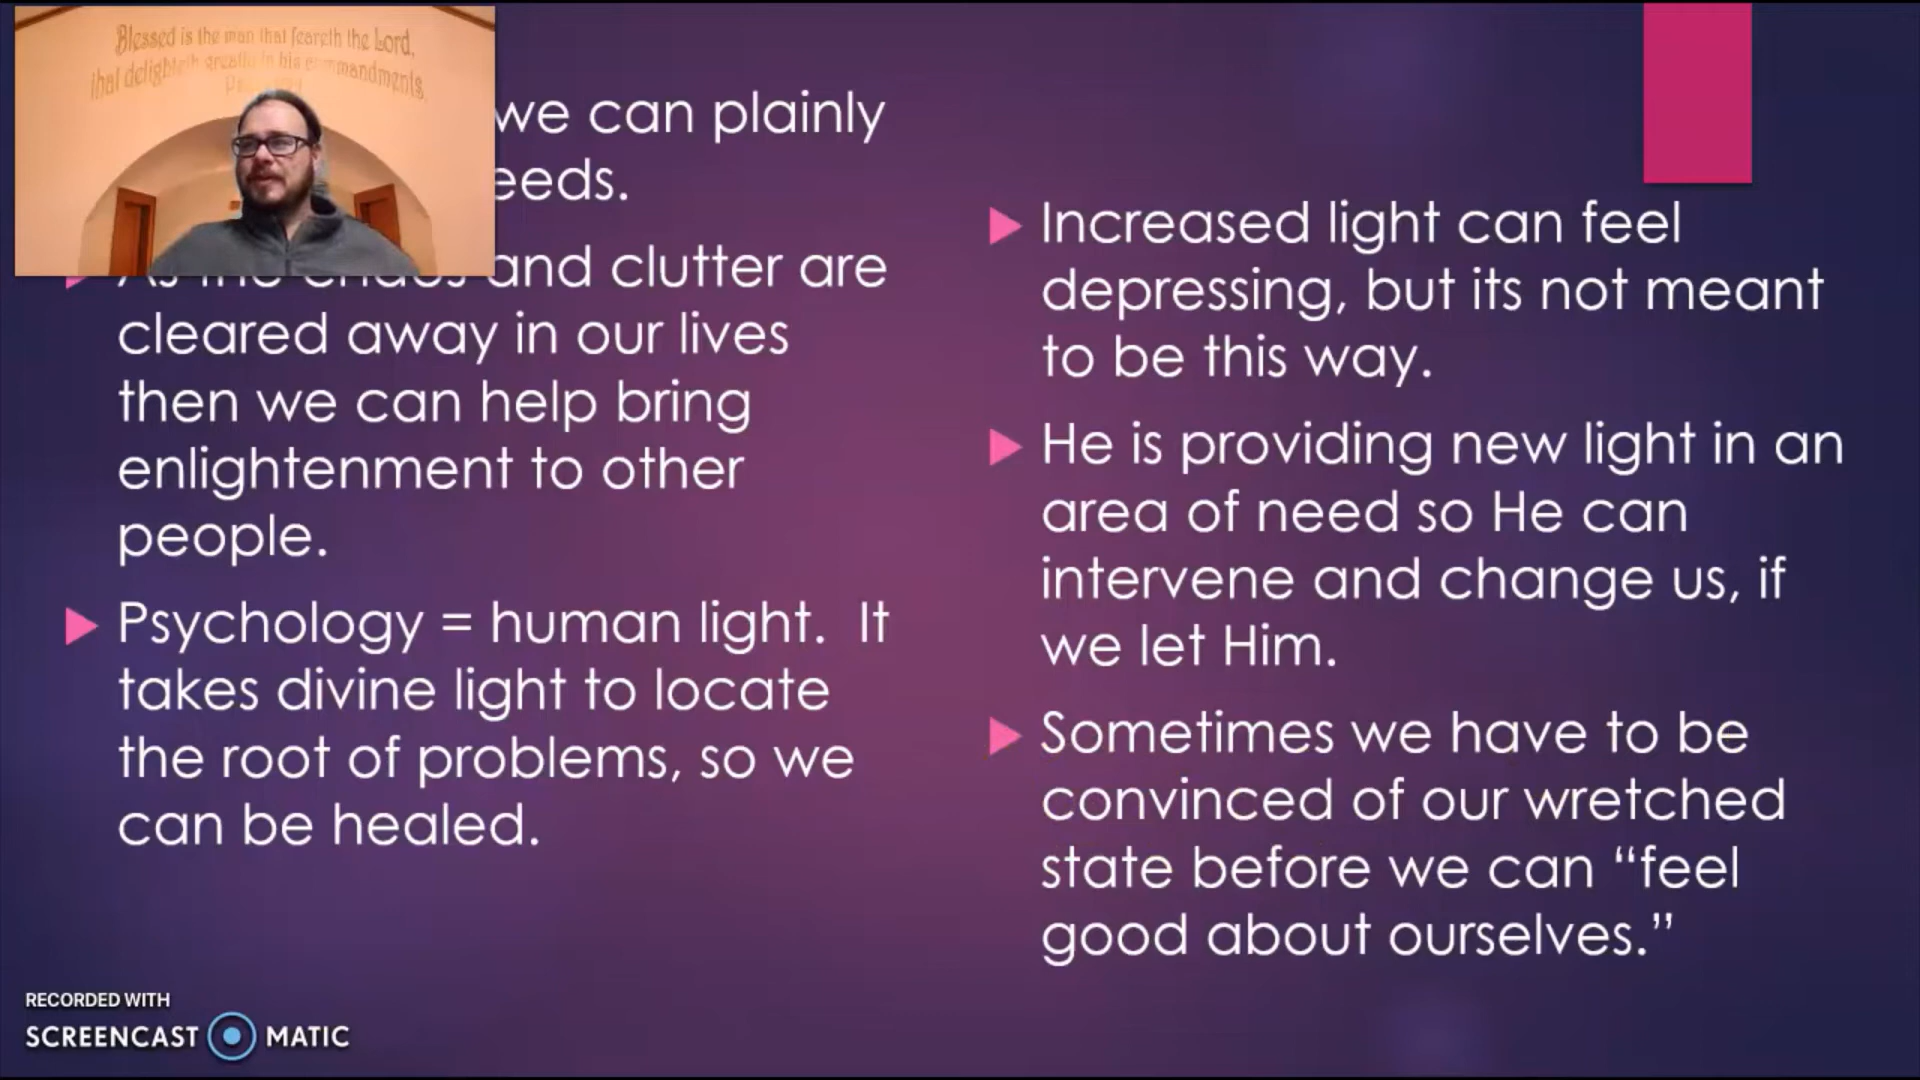 Blessed is the man that feareth the Lord,
that delighteth greatly in his commandments.
we can plainly
As the chaos and clutter are
cleared away in our lives
then we can help bring
enlightenment to other
people.
Psychology = human light. It
takes divine light to locate
the root of problems, so we
can be healed.
Increased light can feel
depressing, but its not meant
to be this way.
He is providing new light in an
area of need so He can
intervene and change us, if
we let Him.
Sometimes we have to be
convinced of our wretched
state before we can “feel
good about ourselves.”
RECORDED WITH
SCREENCAST MATIC